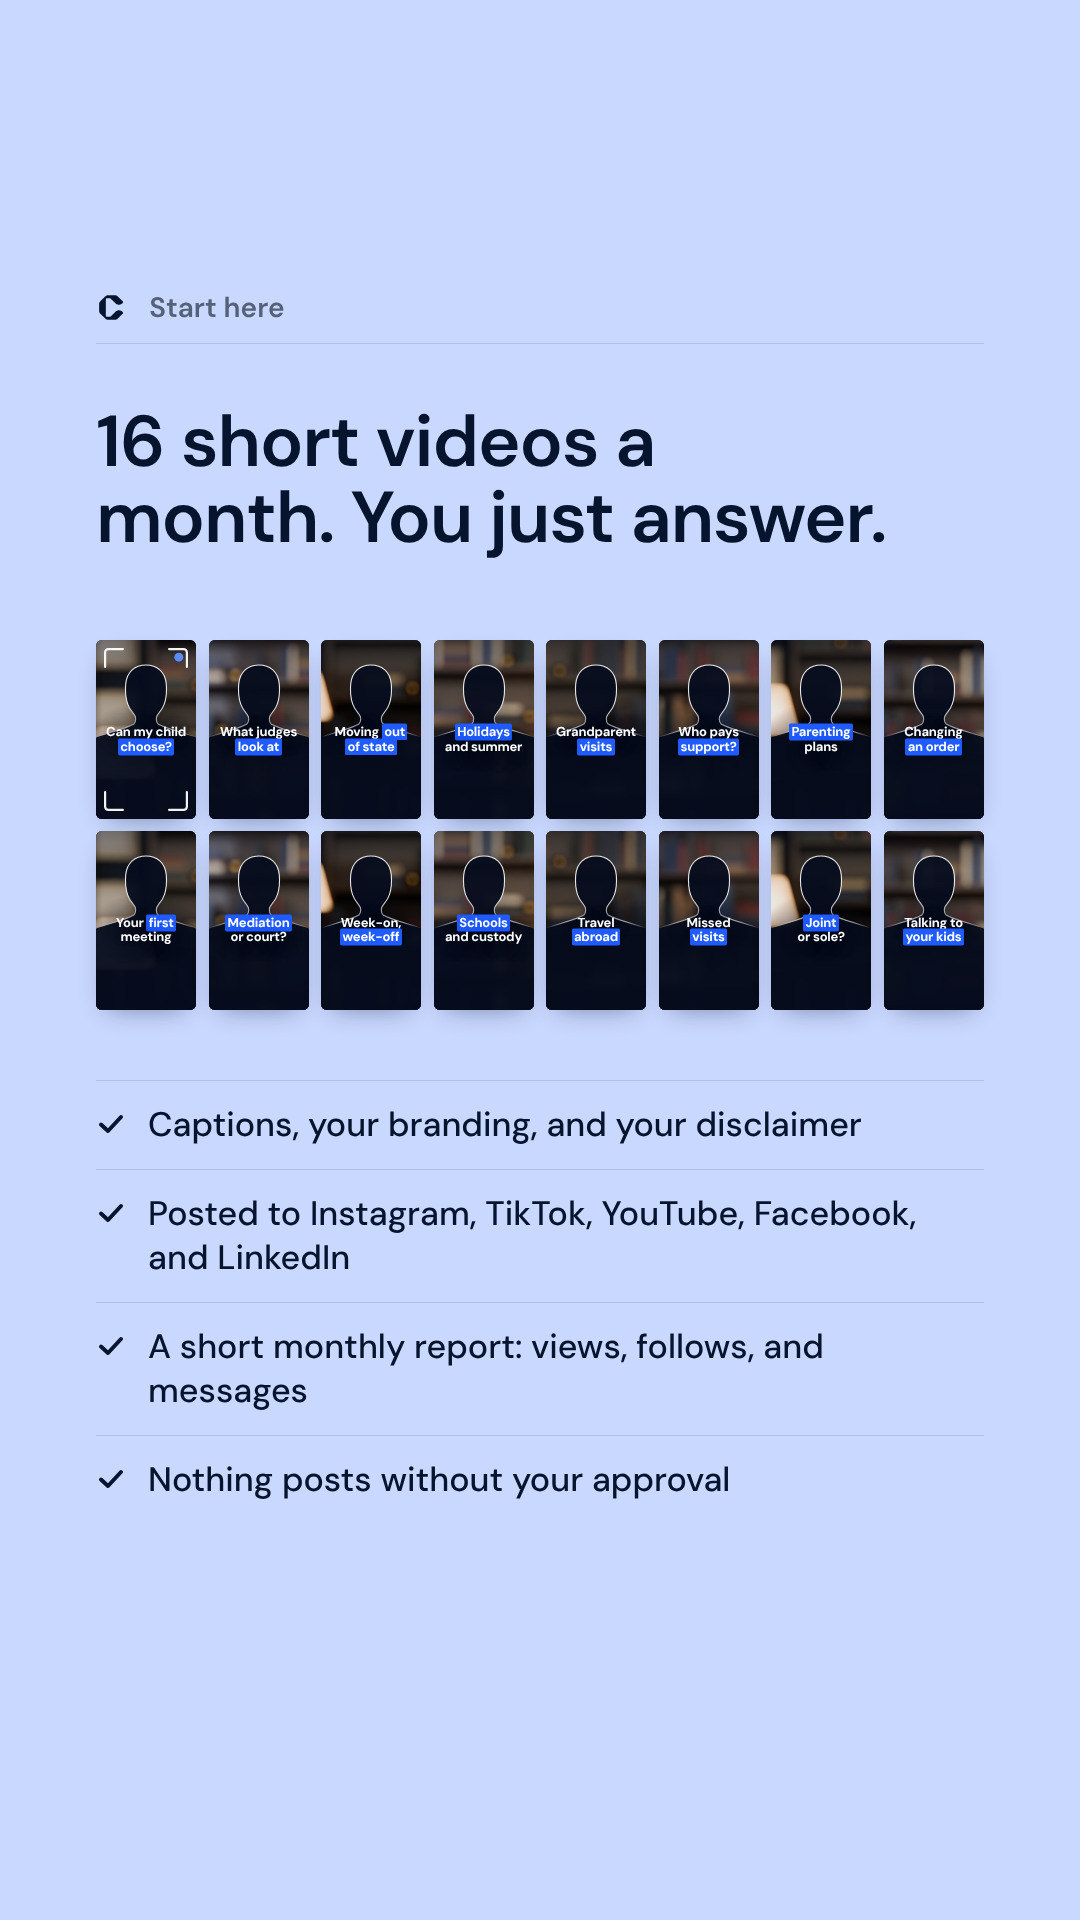 Start here
16 short videos a
month. You just answer.
Can my child
choose?
What judges
look at
Moving out
of state
Holidays
and summer
Grandparent
visits
Who pays
support?
Parenting
plans
Changing
an order
Your first
meeting
Mediation
or court?
Week-on,
week-off
Schools
and custody
Travel
abroad
Missed
visits
Joint
or sole?
Talking to
your kids
Captions, your branding, and your disclaimer
Posted to Instagram, TikTok, YouTube, Facebook,
and LinkedIn
A short monthly report: views, follows, and
messages
Nothing posts without your approval